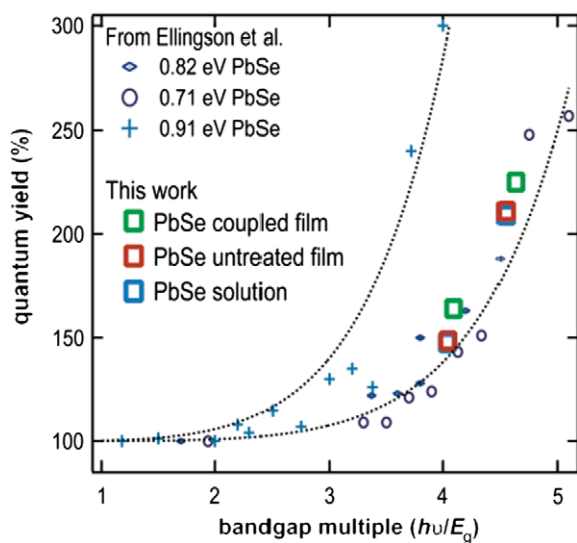 300
250
200
150
100
quantum yield (%)
From Ellingson et al.
0.82 eV PbSe
0.71 eV PbSe
0.91 eV PbSe
This work
PbSe coupled film
PbSe untreated film
PbSe solution
1 2 3 4 5
bandgap multiple (hυ/Eg)